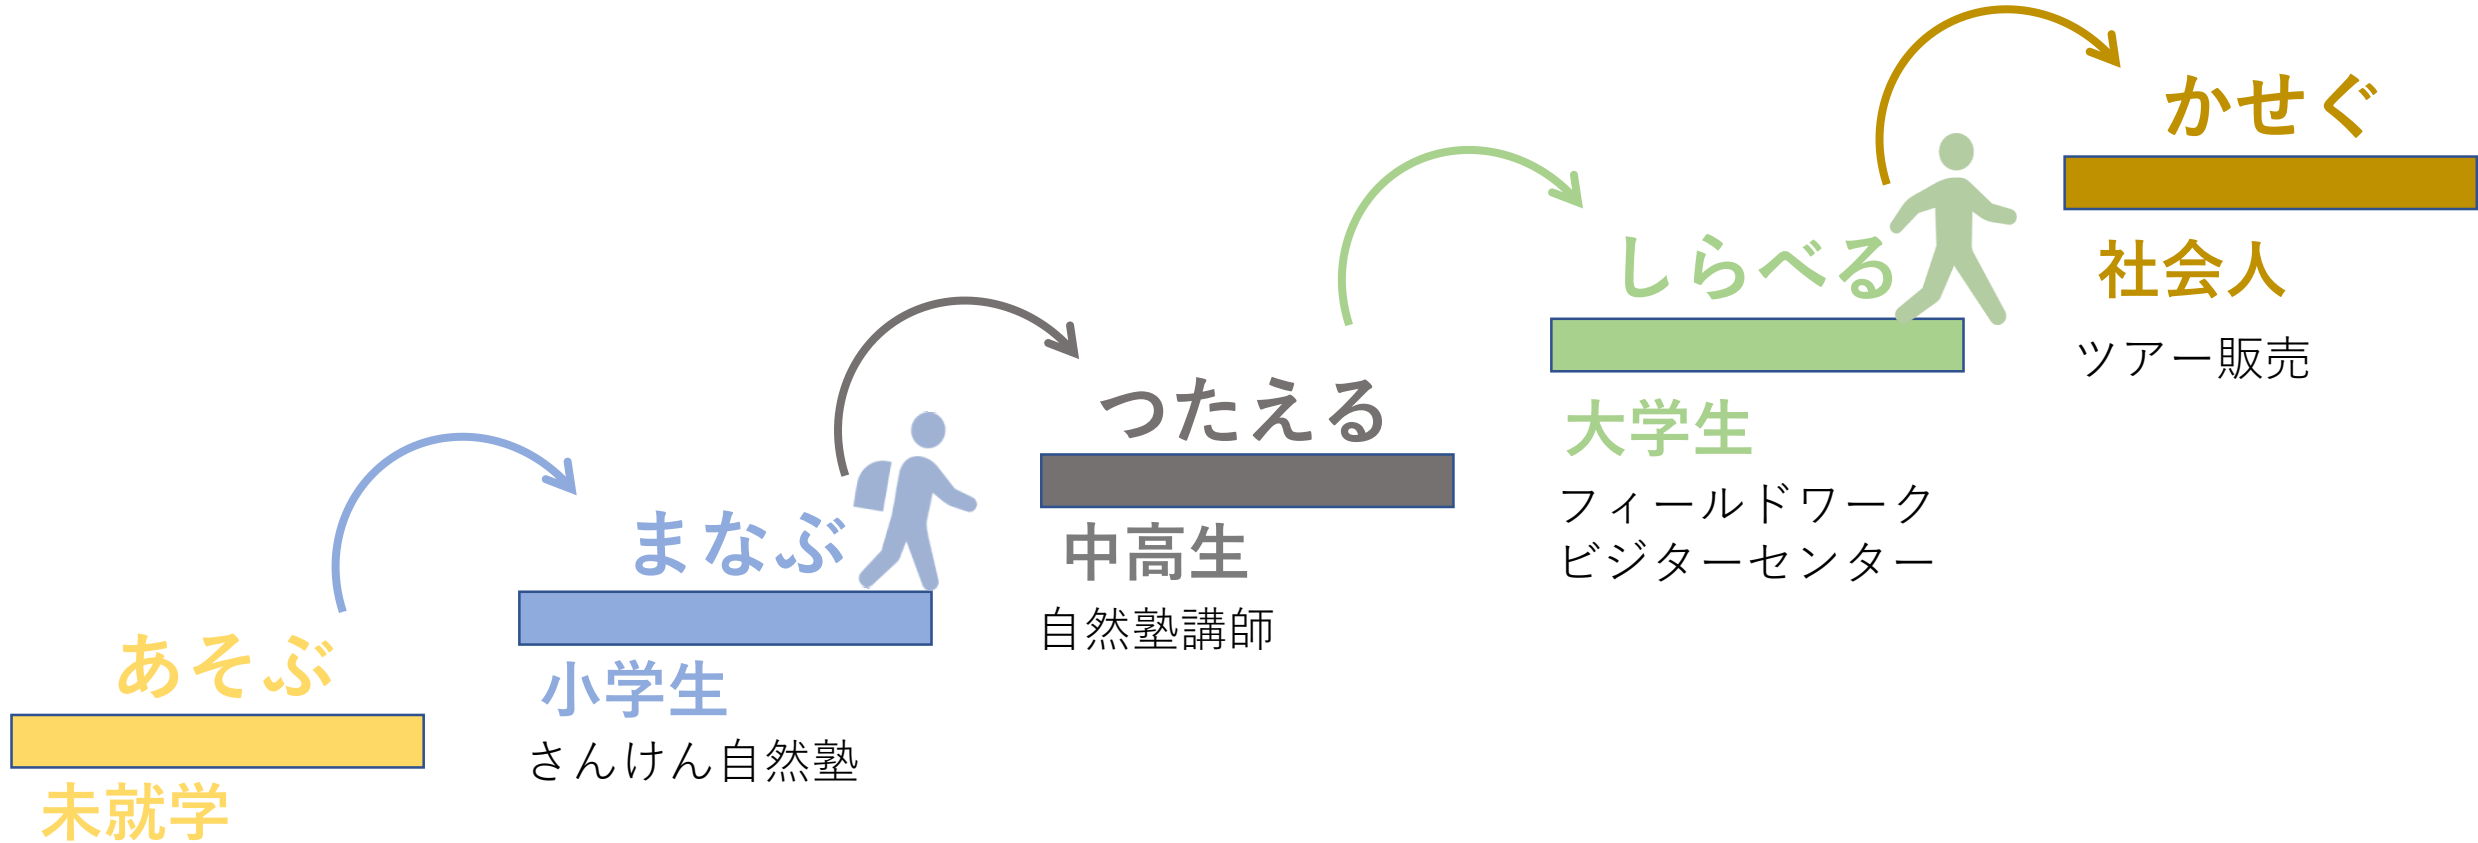 あそぶ
未就学
まなぶ
小学生
さんけん自然塾
つたえる
中高生
自然塾講師
しらべる
大学生
フィールドワーク
ビジターセンター
かせぐ
社会人
ツアー販売